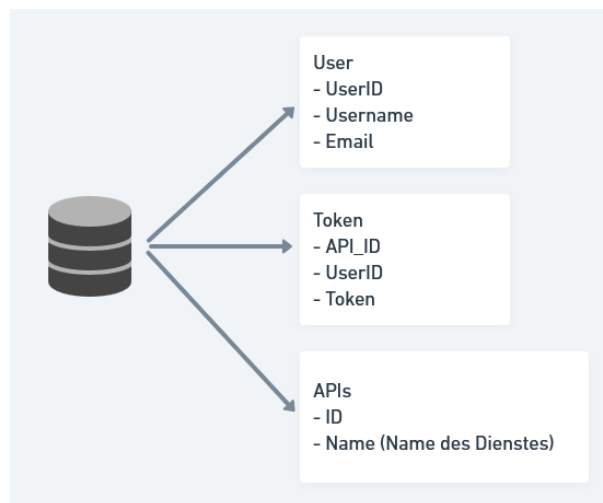 User
- UserID
- Username
- Email
Token
- API_ID
- UserID
- Token
APIs
- ID
- Name (Name des Dienstes)